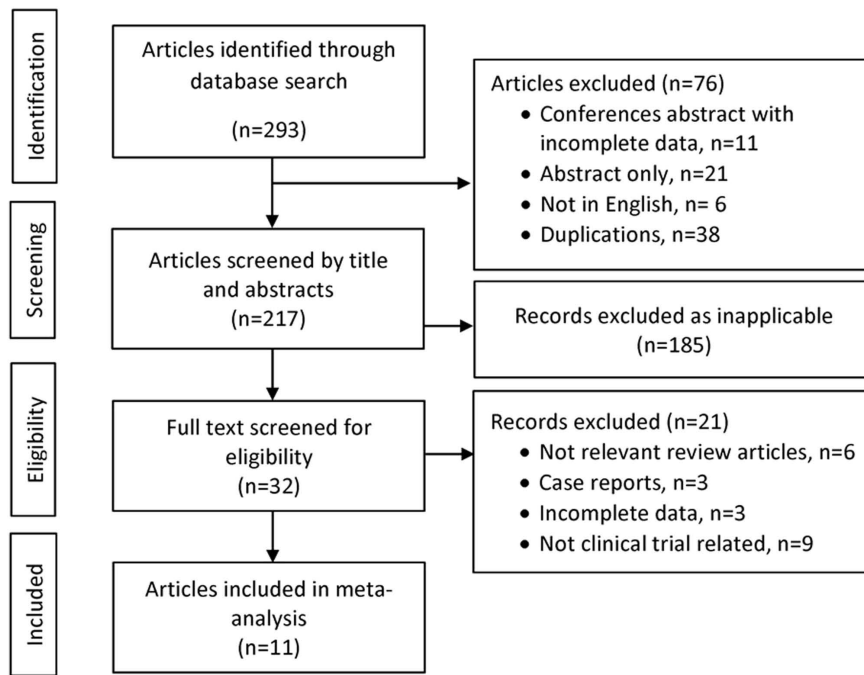 Identification
Articles identified through
database search
(n=293)
Articles excluded (n=76)
• Conferences abstract with
incomplete data, n=11
• Abstract only, n=21
• Not in English, n= 6
• Duplications, n=38
Screening
Articles screened by title
and abstracts
(n=217)
Records excluded as inapplicable
(n=185)
Eligibility
Full text screened for
eligibility
(n=32)
Records excluded (n=21)
• Not relevant review articles, n=6
• Case reports, n=3
• Incomplete data, n=3
• Not clinical trial related, n=9
Included
Articles included in meta-
analysis
(n=11)